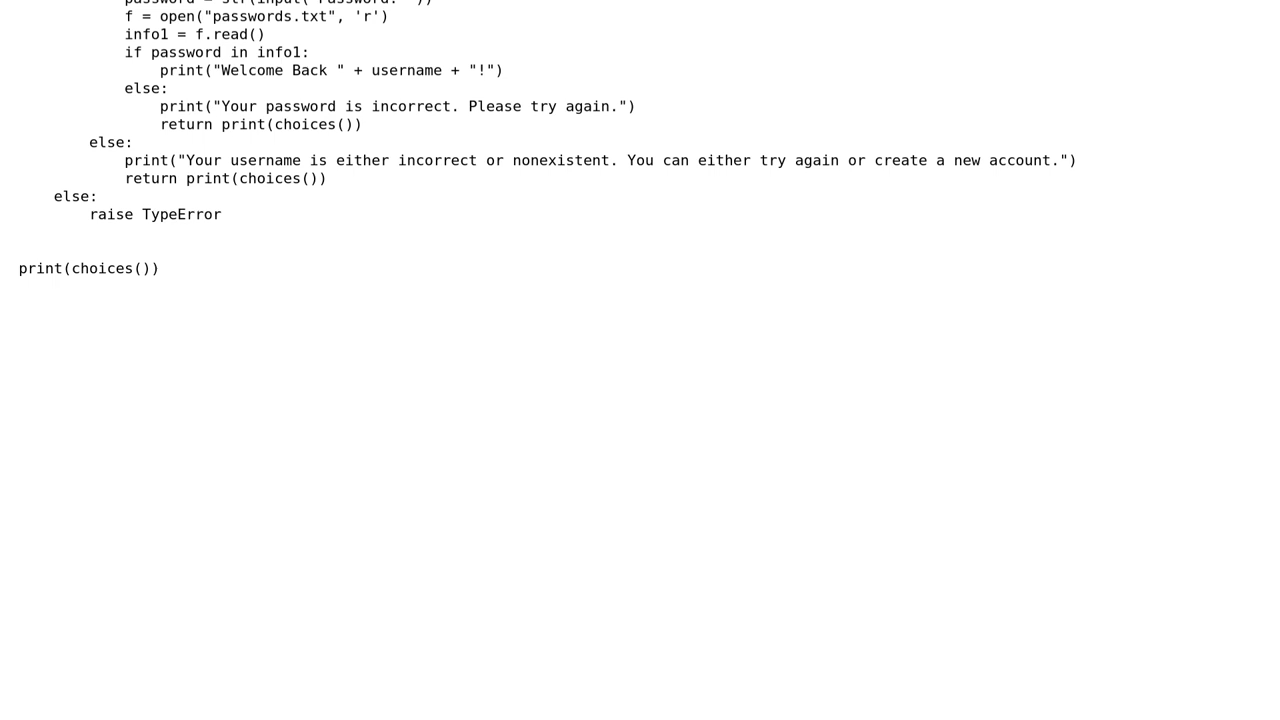 f = open("passwords.txt", 'r')
info1 = f.read()
if password in info1:
print("Welcome Back " + username + "!")
else:
print("Your password is incorrect. Please try again.")
return print(choices())
else:
print("Your username is either incorrect or nonexistent. You can either try again or create a new account.")
return print(choices())
else:
raise TypeError
print(choices())